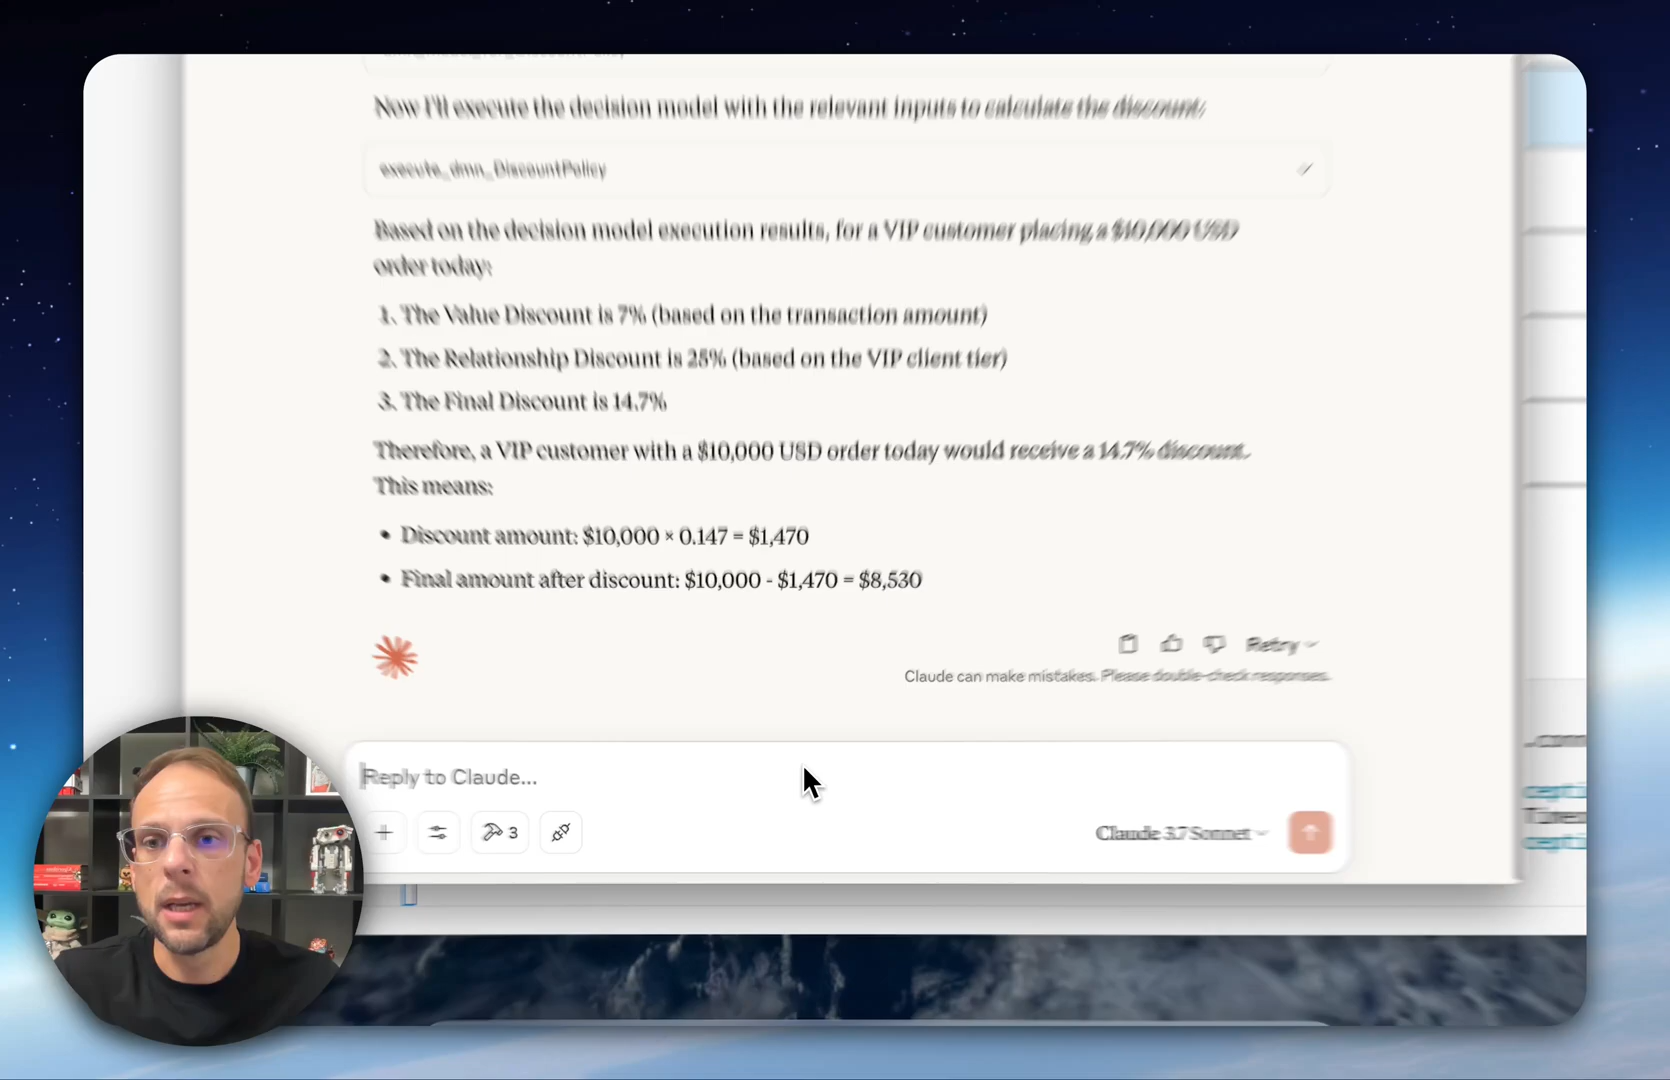 Now I'll execute the decision model with the relevant inputs to calculate the discount:
execute_dmn_DiscountPolicy
Based on the decision model execution results, for a VIP customer placing a $10,000 USD
order today:
1. The Value Discount is 7% (based on the transaction amount)
2. The Relationship Discount is 25% (based on the VIP client tier)
3. The Final Discount is 14.7%
Therefore, a VIP customer with a $10,000 USD order today would receive a 14.7% discount.
This means:
• Discount amount: $10,000 × 0.147 = $1,470
• Final amount after discount: $10,000 - $1,470 = $8,530
Retry
Claude can make mistakes. Please double-check responses.
Reply to Claude...
3
Claude 3.7 Sonnet